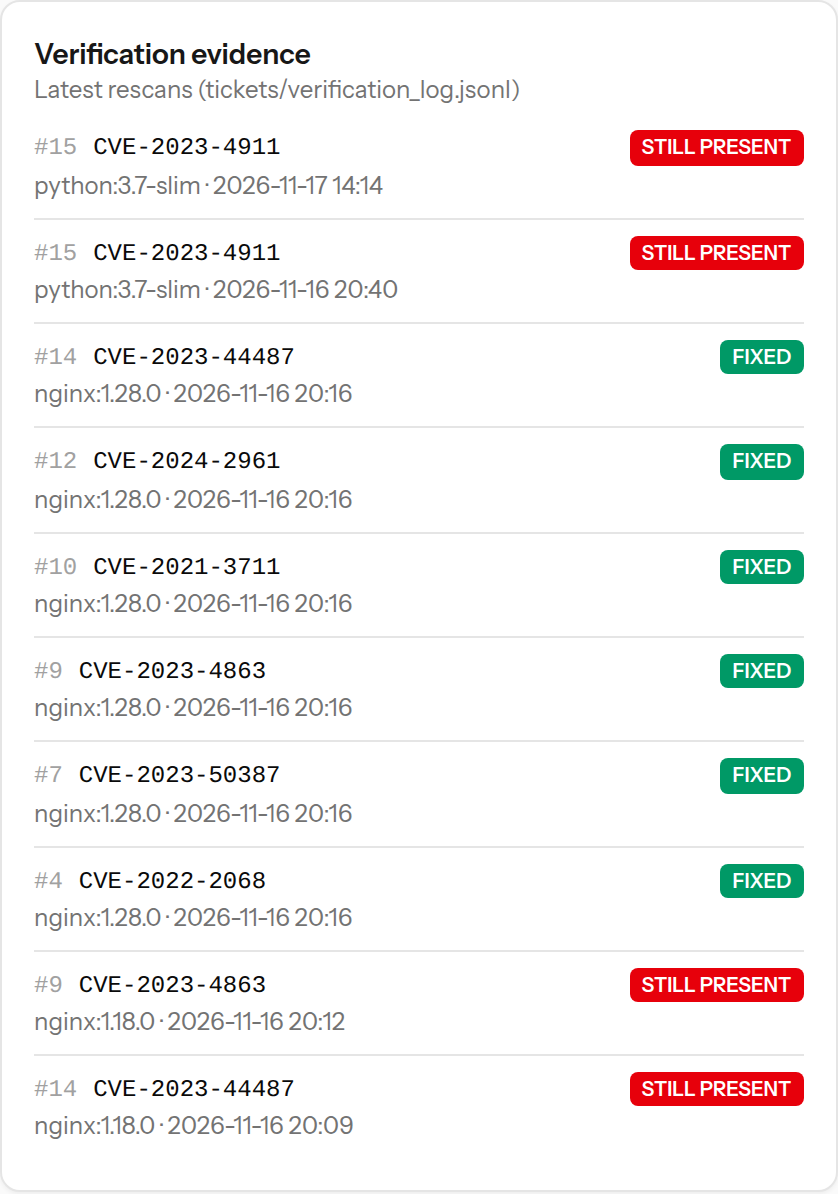 Verification evidence
Latest rescans (tickets/verification_log.jsonl)
#15 CVE-2023-4911 STILL PRESENT
python:3.7-slim · 2026-11-17 14:14
#15 CVE-2023-4911 STILL PRESENT
python:3.7-slim · 2026-11-16 20:40
#14 CVE-2023-44487 FIXED
nginx:1.28.0 · 2026-11-16 20:16
#12 CVE-2024-2961 FIXED
nginx:1.28.0 · 2026-11-16 20:16
#10 CVE-2021-3711 FIXED
nginx:1.28.0 · 2026-11-16 20:16
#9 CVE-2023-4863 FIXED
nginx:1.28.0 · 2026-11-16 20:16
#7 CVE-2023-50387 FIXED
nginx:1.28.0 · 2026-11-16 20:16
#4 CVE-2022-2068 FIXED
nginx:1.28.0 · 2026-11-16 20:16
#9 CVE-2023-4863 STILL PRESENT
nginx:1.18.0 · 2026-11-16 20:12
#14 CVE-2023-44487 STILL PRESENT
nginx:1.18.0 · 2026-11-16 20:09